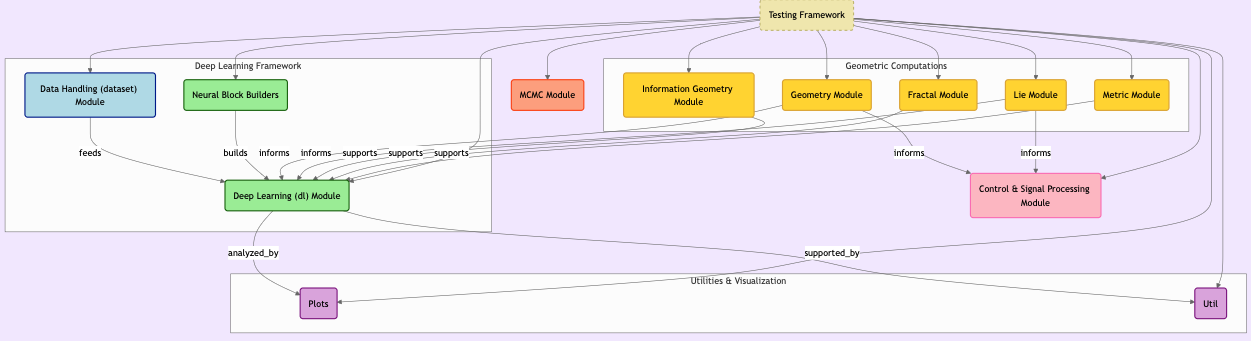 Testing Framework
Deep Learning Framework
Geometric Computations
Data Handling (dataset)
Module
Neural Block Builders
MCMC Module
Information Geometry
Module
Geometry Module
Fractal Module
Lie Module
Metric Module
feeds
builds
informs
informs
supports
supports
supports
informs
informs
Deep Learning (dl) Module
Control & Signal Processing
Module
analyzed_by
supported_by
Utilities & Visualization
Plots
Util